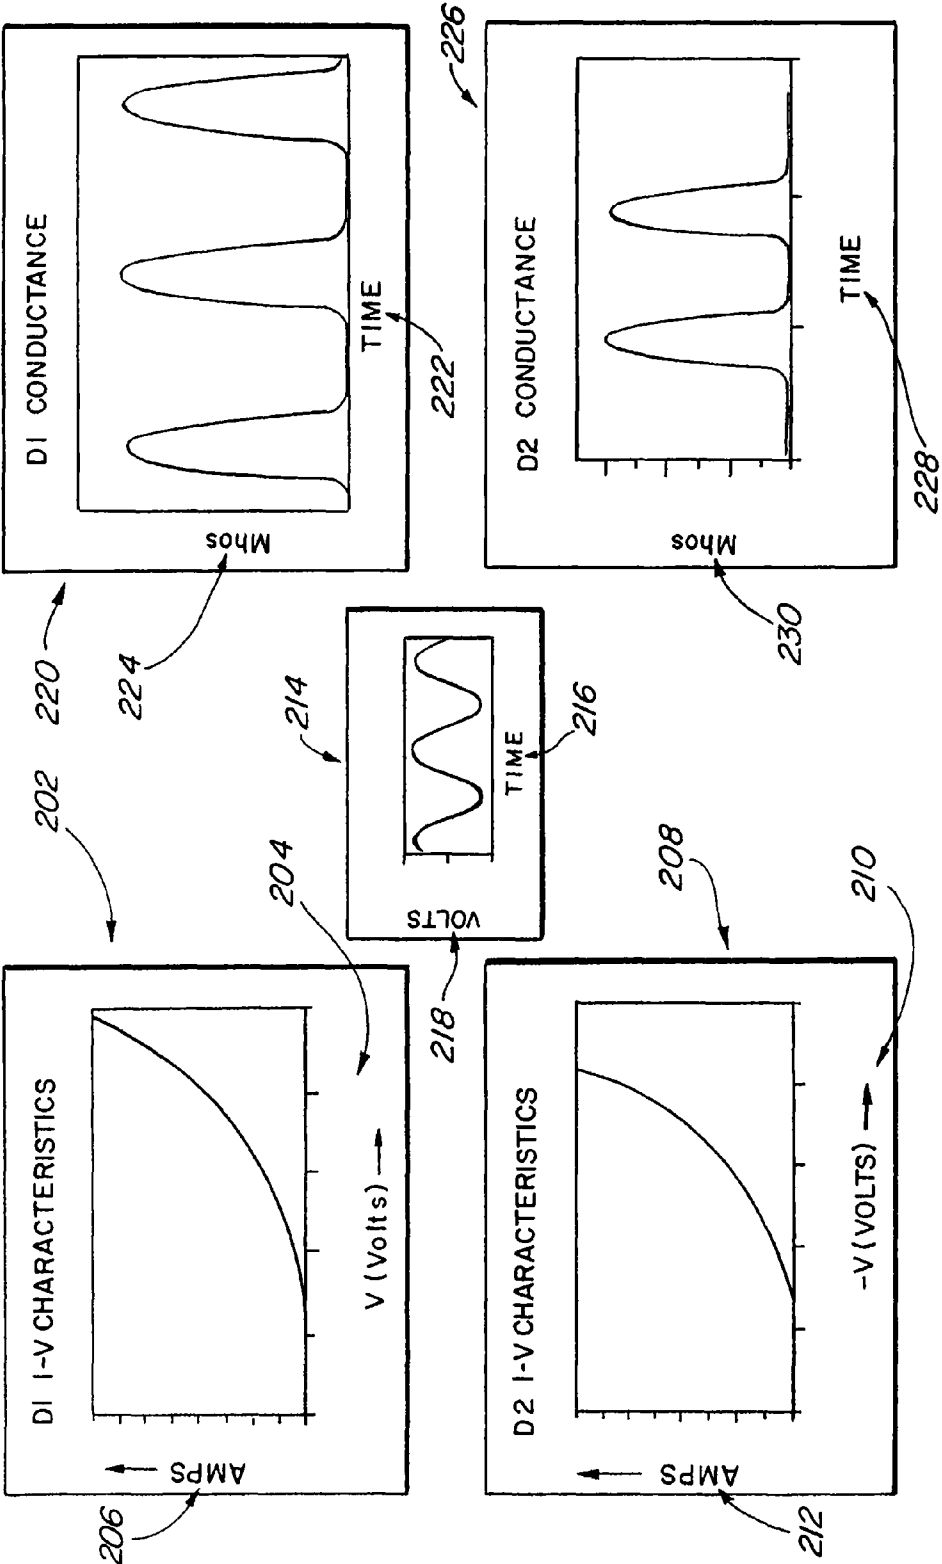 D1 I-V CHARACTERISTICS
AMPS
V (Volts)
206
204
202
D1 CONDUCTANCE
Mhos
TIME
220
224
222
214
VOLTS
TIME
218
216
D2 I-V CHARACTERISTICS
AMPS
-V (VOLTS)
212
208
210
D2 CONDUCTANCE
Mhos
TIME
226
230
228